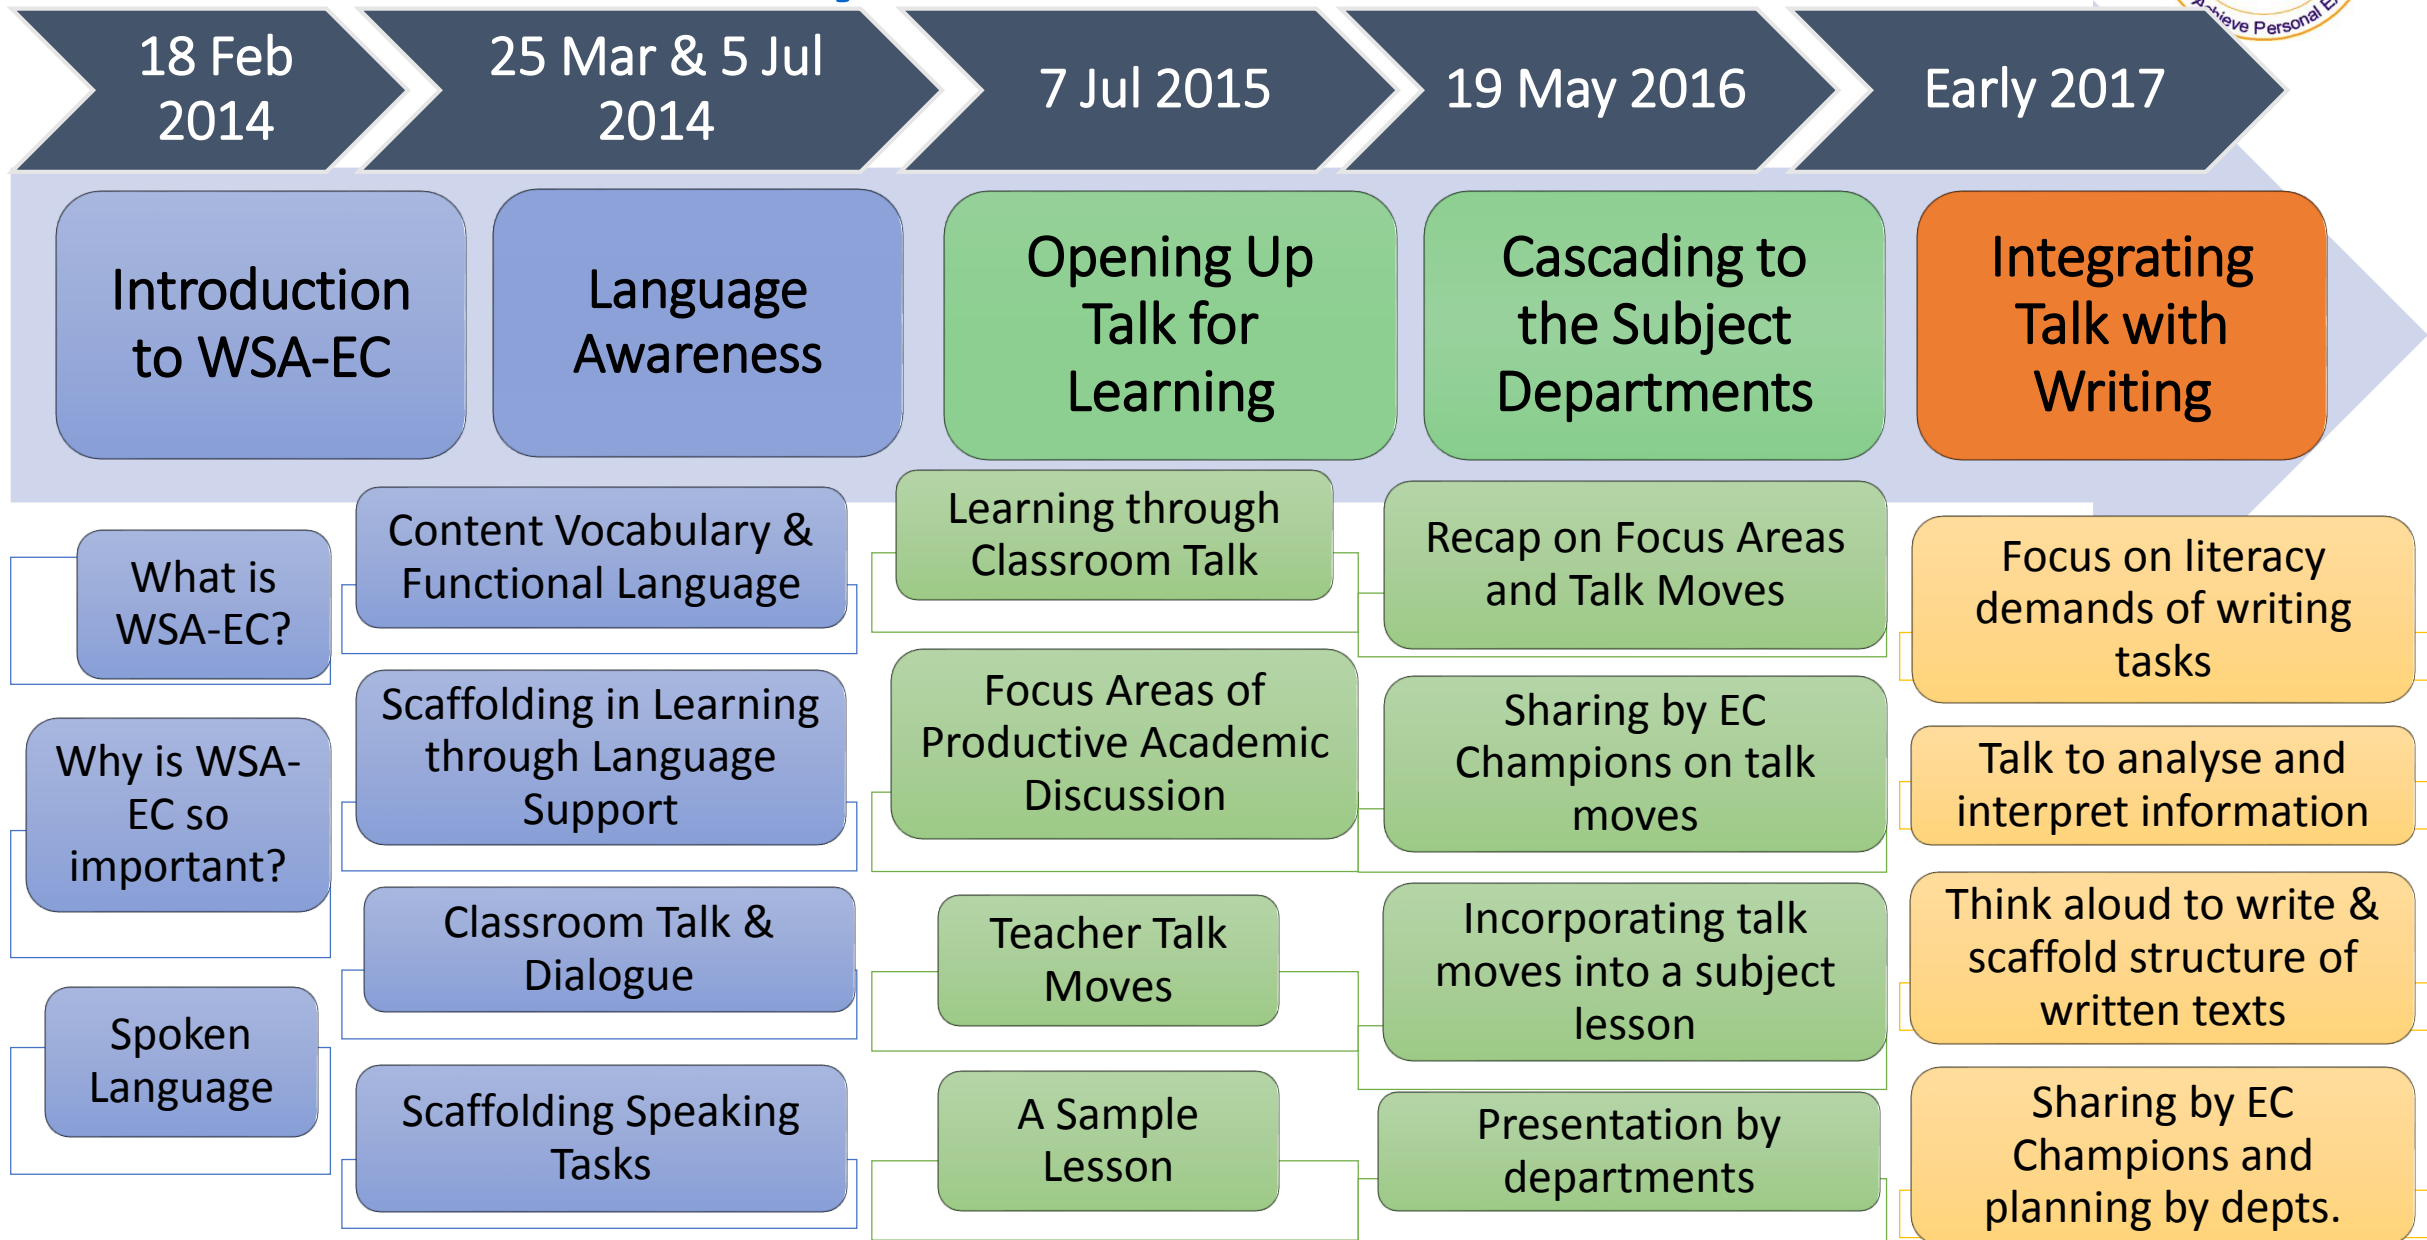 18 Feb
2014
25 Mar & 5 Jul
2014
7 Jul 2015
19 May 2016
Early 2017
Achieve Personal
Introduction
to WSA-EC
Language
Awareness
Opening Up
Talk for
Learning
Cascading to
the Subject
Departments
Integrating
Talk with
Writing
What is
WSA-EC?
Why is WSA-
EC so
important?
Spoken
Language
Content Vocabulary &
Functional Language
Scaffolding in Learning
through Language
Support
Classroom Talk &
Dialogue
Scaffolding Speaking
Tasks
Learning through
Classroom Talk
Focus Areas of
Productive Academic
Discussion
Teacher Talk
Moves
A Sample
Lesson
Recap on Focus Areas
and Talk Moves
Sharing by EC
Champions on talk
moves
Incorporating talk
moves into a subject
lesson
Presentation by
departments
Focus on literacy
demands of writing
tasks
Talk to analyse and
interpret information
Think aloud to write &
scaffold structure of
written texts
Sharing by EC
Champions and
planning by depts.